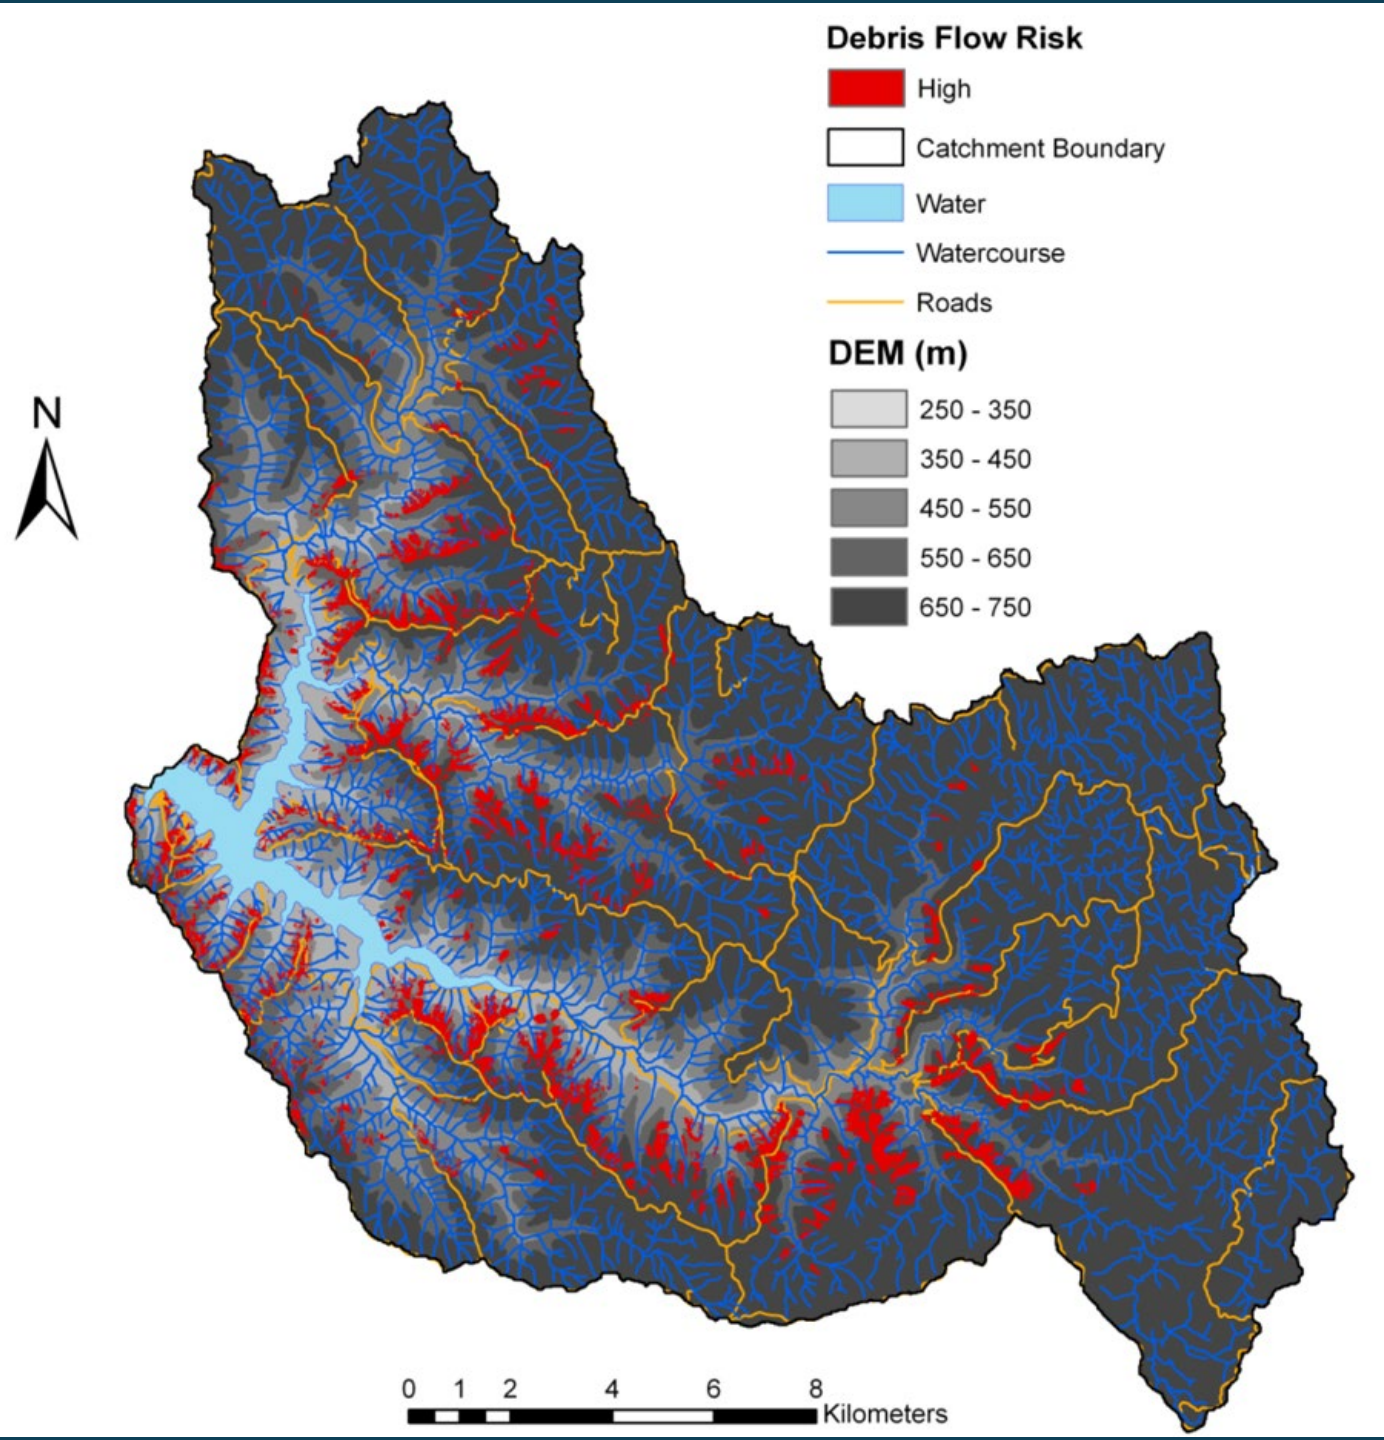 Debris Flow Risk
High
Catchment Boundary
Water
Watercourse
Roads
DEM (m)
250 - 350
350 - 450
450 - 550
550 - 650
650 - 750
N
0 1 2 4 6 8
Kilometers